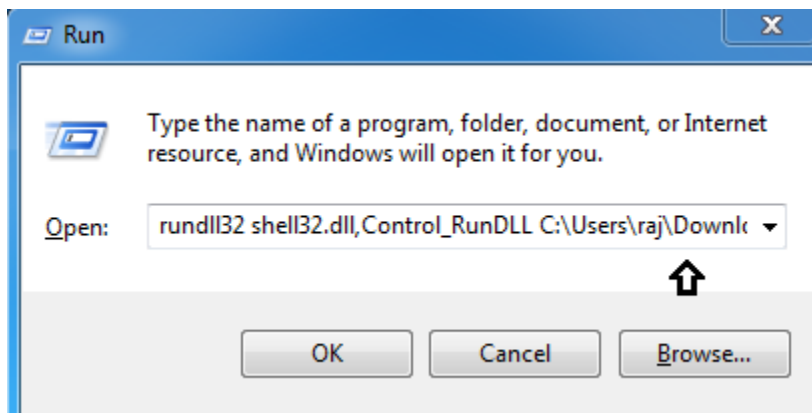 Run
Type the name of a program, folder, document, or Internet
resource, and Windows will open it for you.
Open: rundll32 shell32.dll,Control_RunDLL C:\Users\raj\Downlo
OK Cancel Browse...